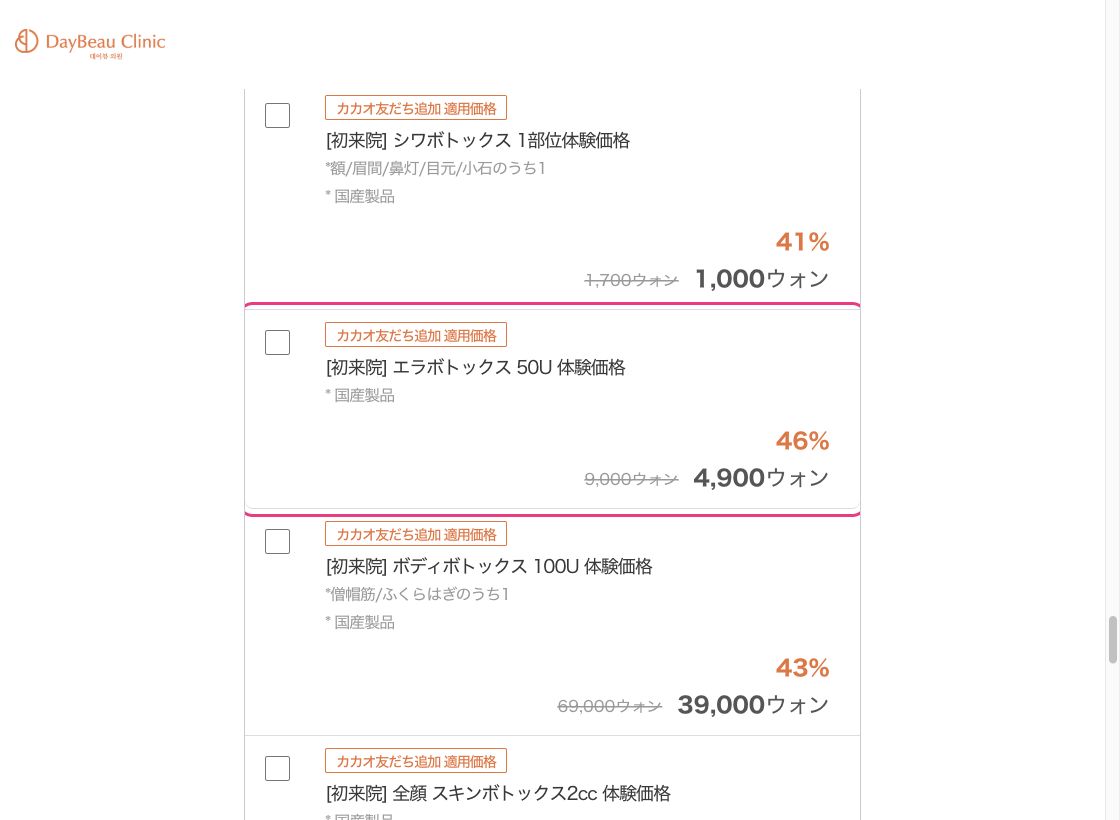 DayBeau Clinic
데이뷰 의원
カカオ友だち追加 適用価格
[初来院] シワボトックス 1部位体験価格
*額/眉間/鼻灯/目元/小石のうち1
* 国産製品
41%
1,700ウォン 1,000ウォン
カカオ友だち追加 適用価格
[初来院] エラボトックス 50U 体験価格
* 国産製品
46%
9,000ウォン 4,900ウォン
カカオ友だち追加 適用価格
[初来院] ボディボトックス 100U 体験価格
*僧帽筋/ふくらはぎのうち1
* 国産製品
43%
69,000ウォン 39,000ウォン
カカオ友だち追加 適用価格
[初来院] 全顔 スキンボトックス2cc 体験価格
* 国産製品